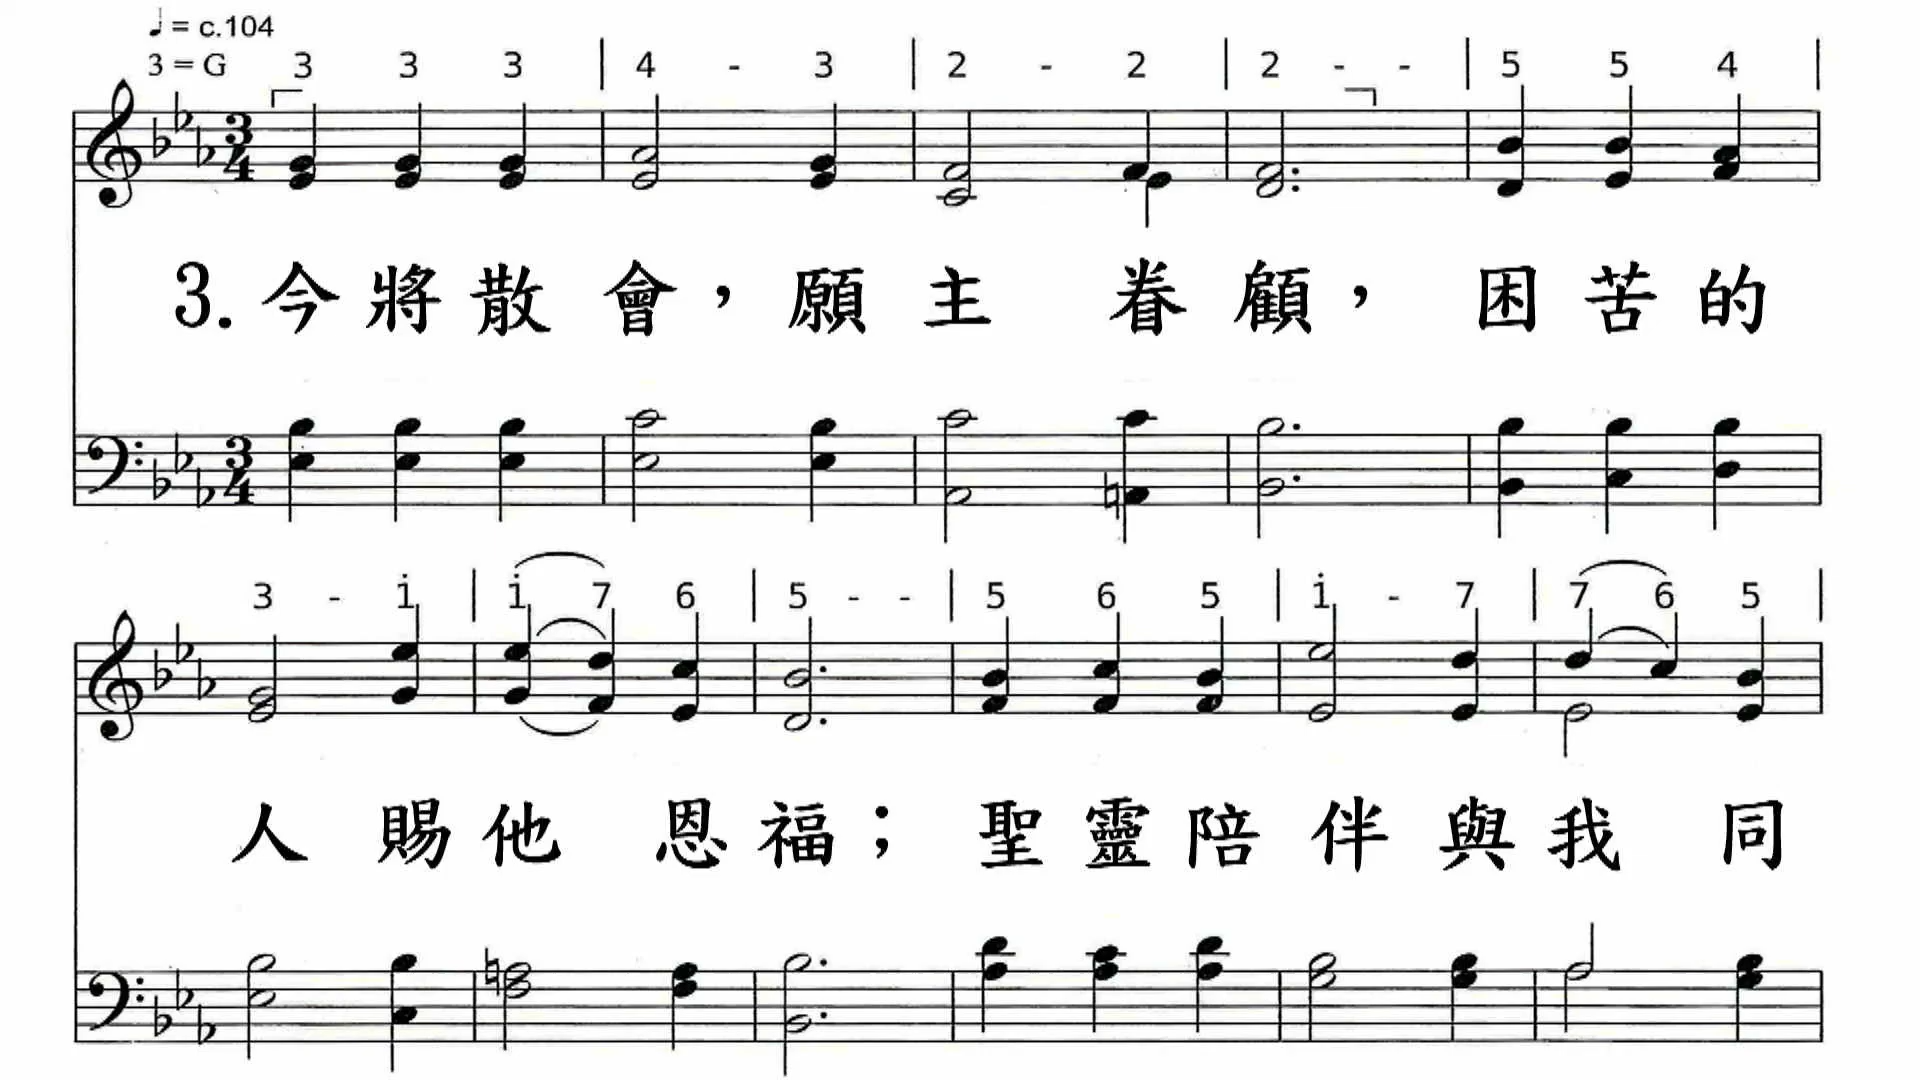 ♩ = c.104
3 = G 3 3 3 | 4 - 3 | 2 - 2 | 2 - - | 5 5 4 |
3. 今將散會，願主眷顧，困苦的
3 - i | i 7 6 | 5 - - | 5 6 5 | i - 7 | 7 6 5 |
人賜他恩福；聖靈陪伴與我同